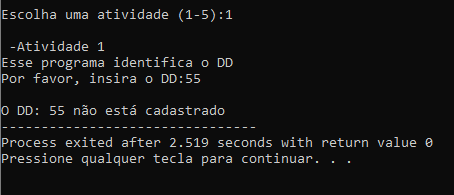 Escolha uma atividade (1-5):1
-Atividade 1
Esse programa identifica o DD
Por favor, insira o DD:55
O DD: 55 não está cadastrado
--------------------------------
Process exited after 2.519 seconds with return value 0
Pressione qualquer tecla para continuar. . .